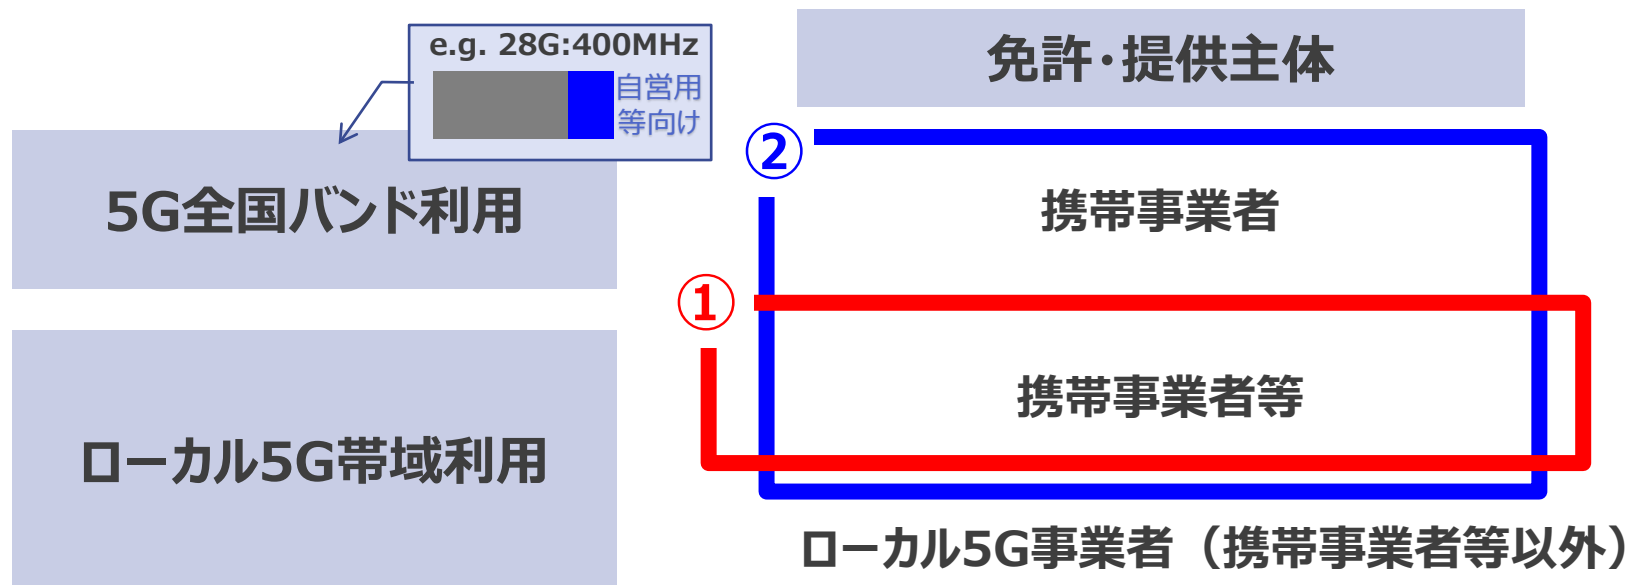 e.g. 28G:400MHz
自営用
等向け
免許・提供主体
②
5G全国バンド利用
携帯事業者
①
携帯事業者等
ローカル5G帯域利用
ローカル5G事業者（携帯事業者等以外）